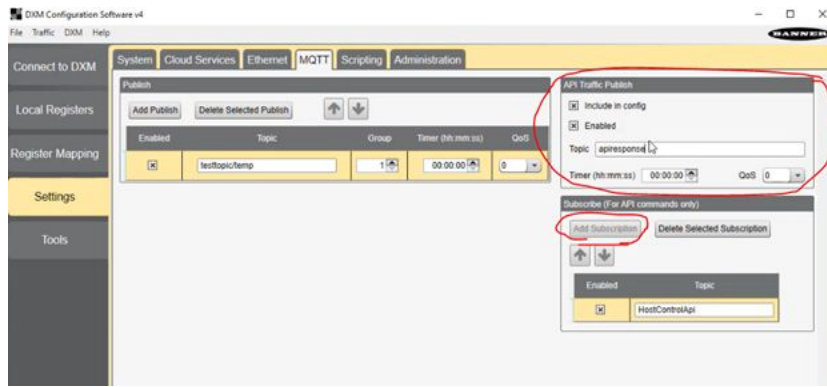 DXM Configuration Software v4
File Traffic DXM Help
BANNER
Connect to DXM
Local Registers
Register Mapping
Settings
Tools
System Cloud Services Ethernet MQTT Scripting Administration
Publish
Add Publish Delete Selected Publish
Enabled Topic Group Timer (hh:mm:ss) QoS
testtopic/temp 1 00:00:00 0
API Traffic Publish
Include in config
Enabled
Topic apiresponse
Timer (hh:mm:ss) 00:00:00 QoS 0
Subscribe (For API commands only)
Add Subscription Delete Selected Subscription
Enabled Topic
HostControlApi